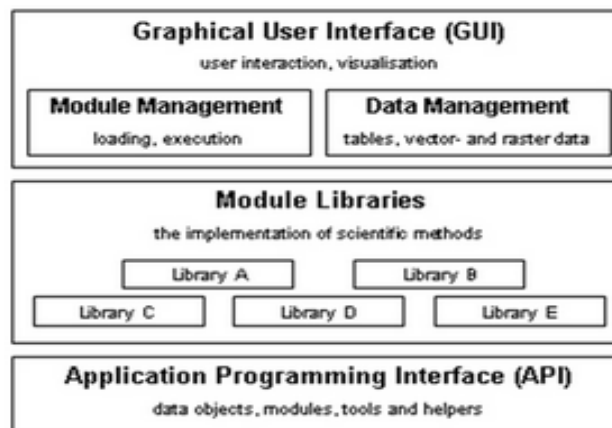 Graphical User Interface (GUI)
user interaction, visualisation
Module Management
loading, execution
Data Management
tables, vector- and raster data
Module Libraries
the implementation of scientific methods
Library A
Library B
Library C
Library D
Library E
Application Programming Interface (API)
data objects, modules, tools and helpers